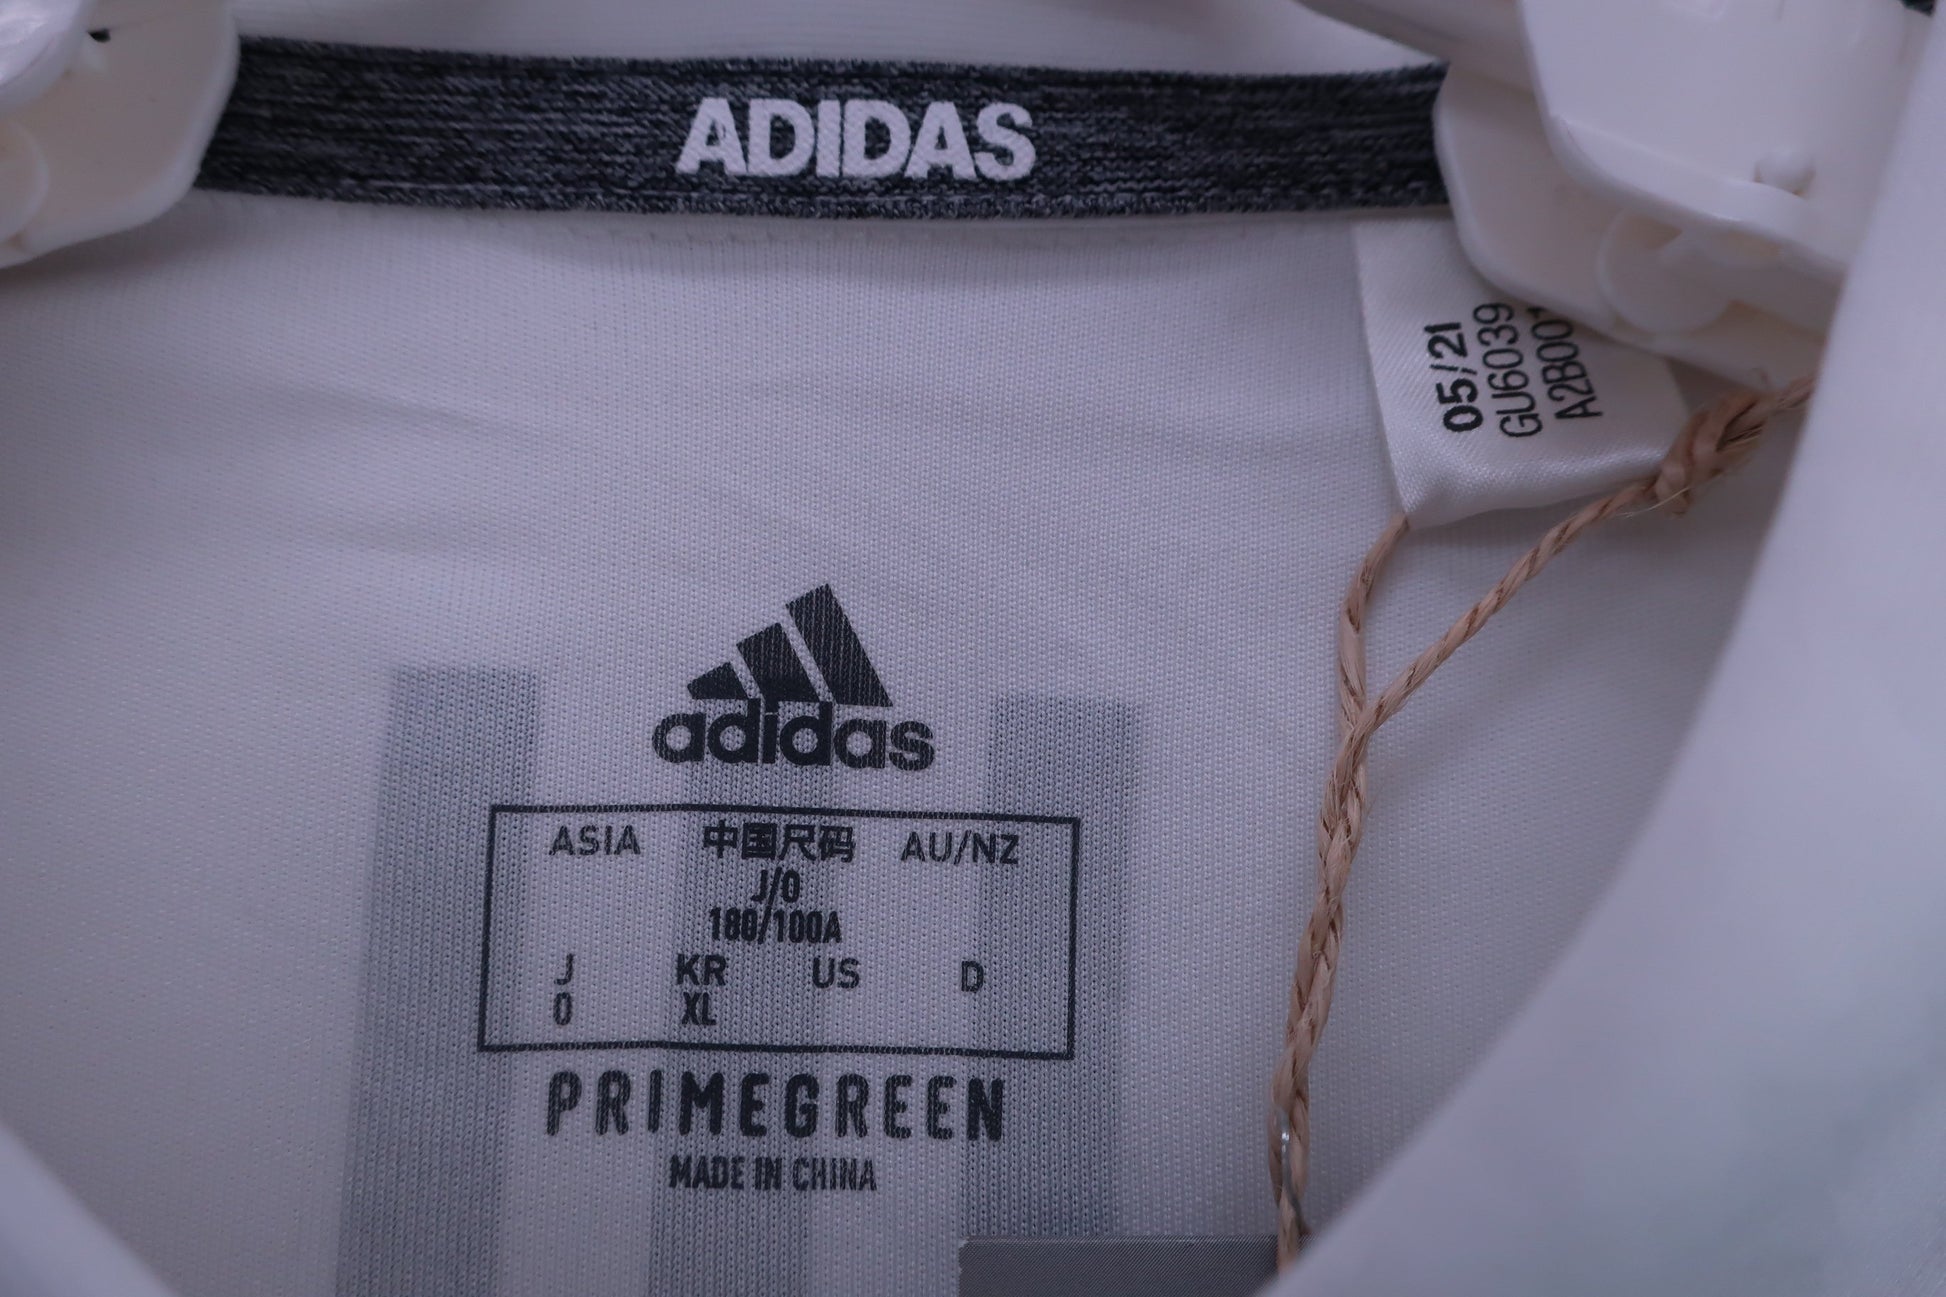 ADIDAS
05/21
GU6039
adidas
ASIA 中国尺码 AU/NZ
J/O
180/100A
J KR US D
O XL
PRIMEGREEN
MADE IN CHINA